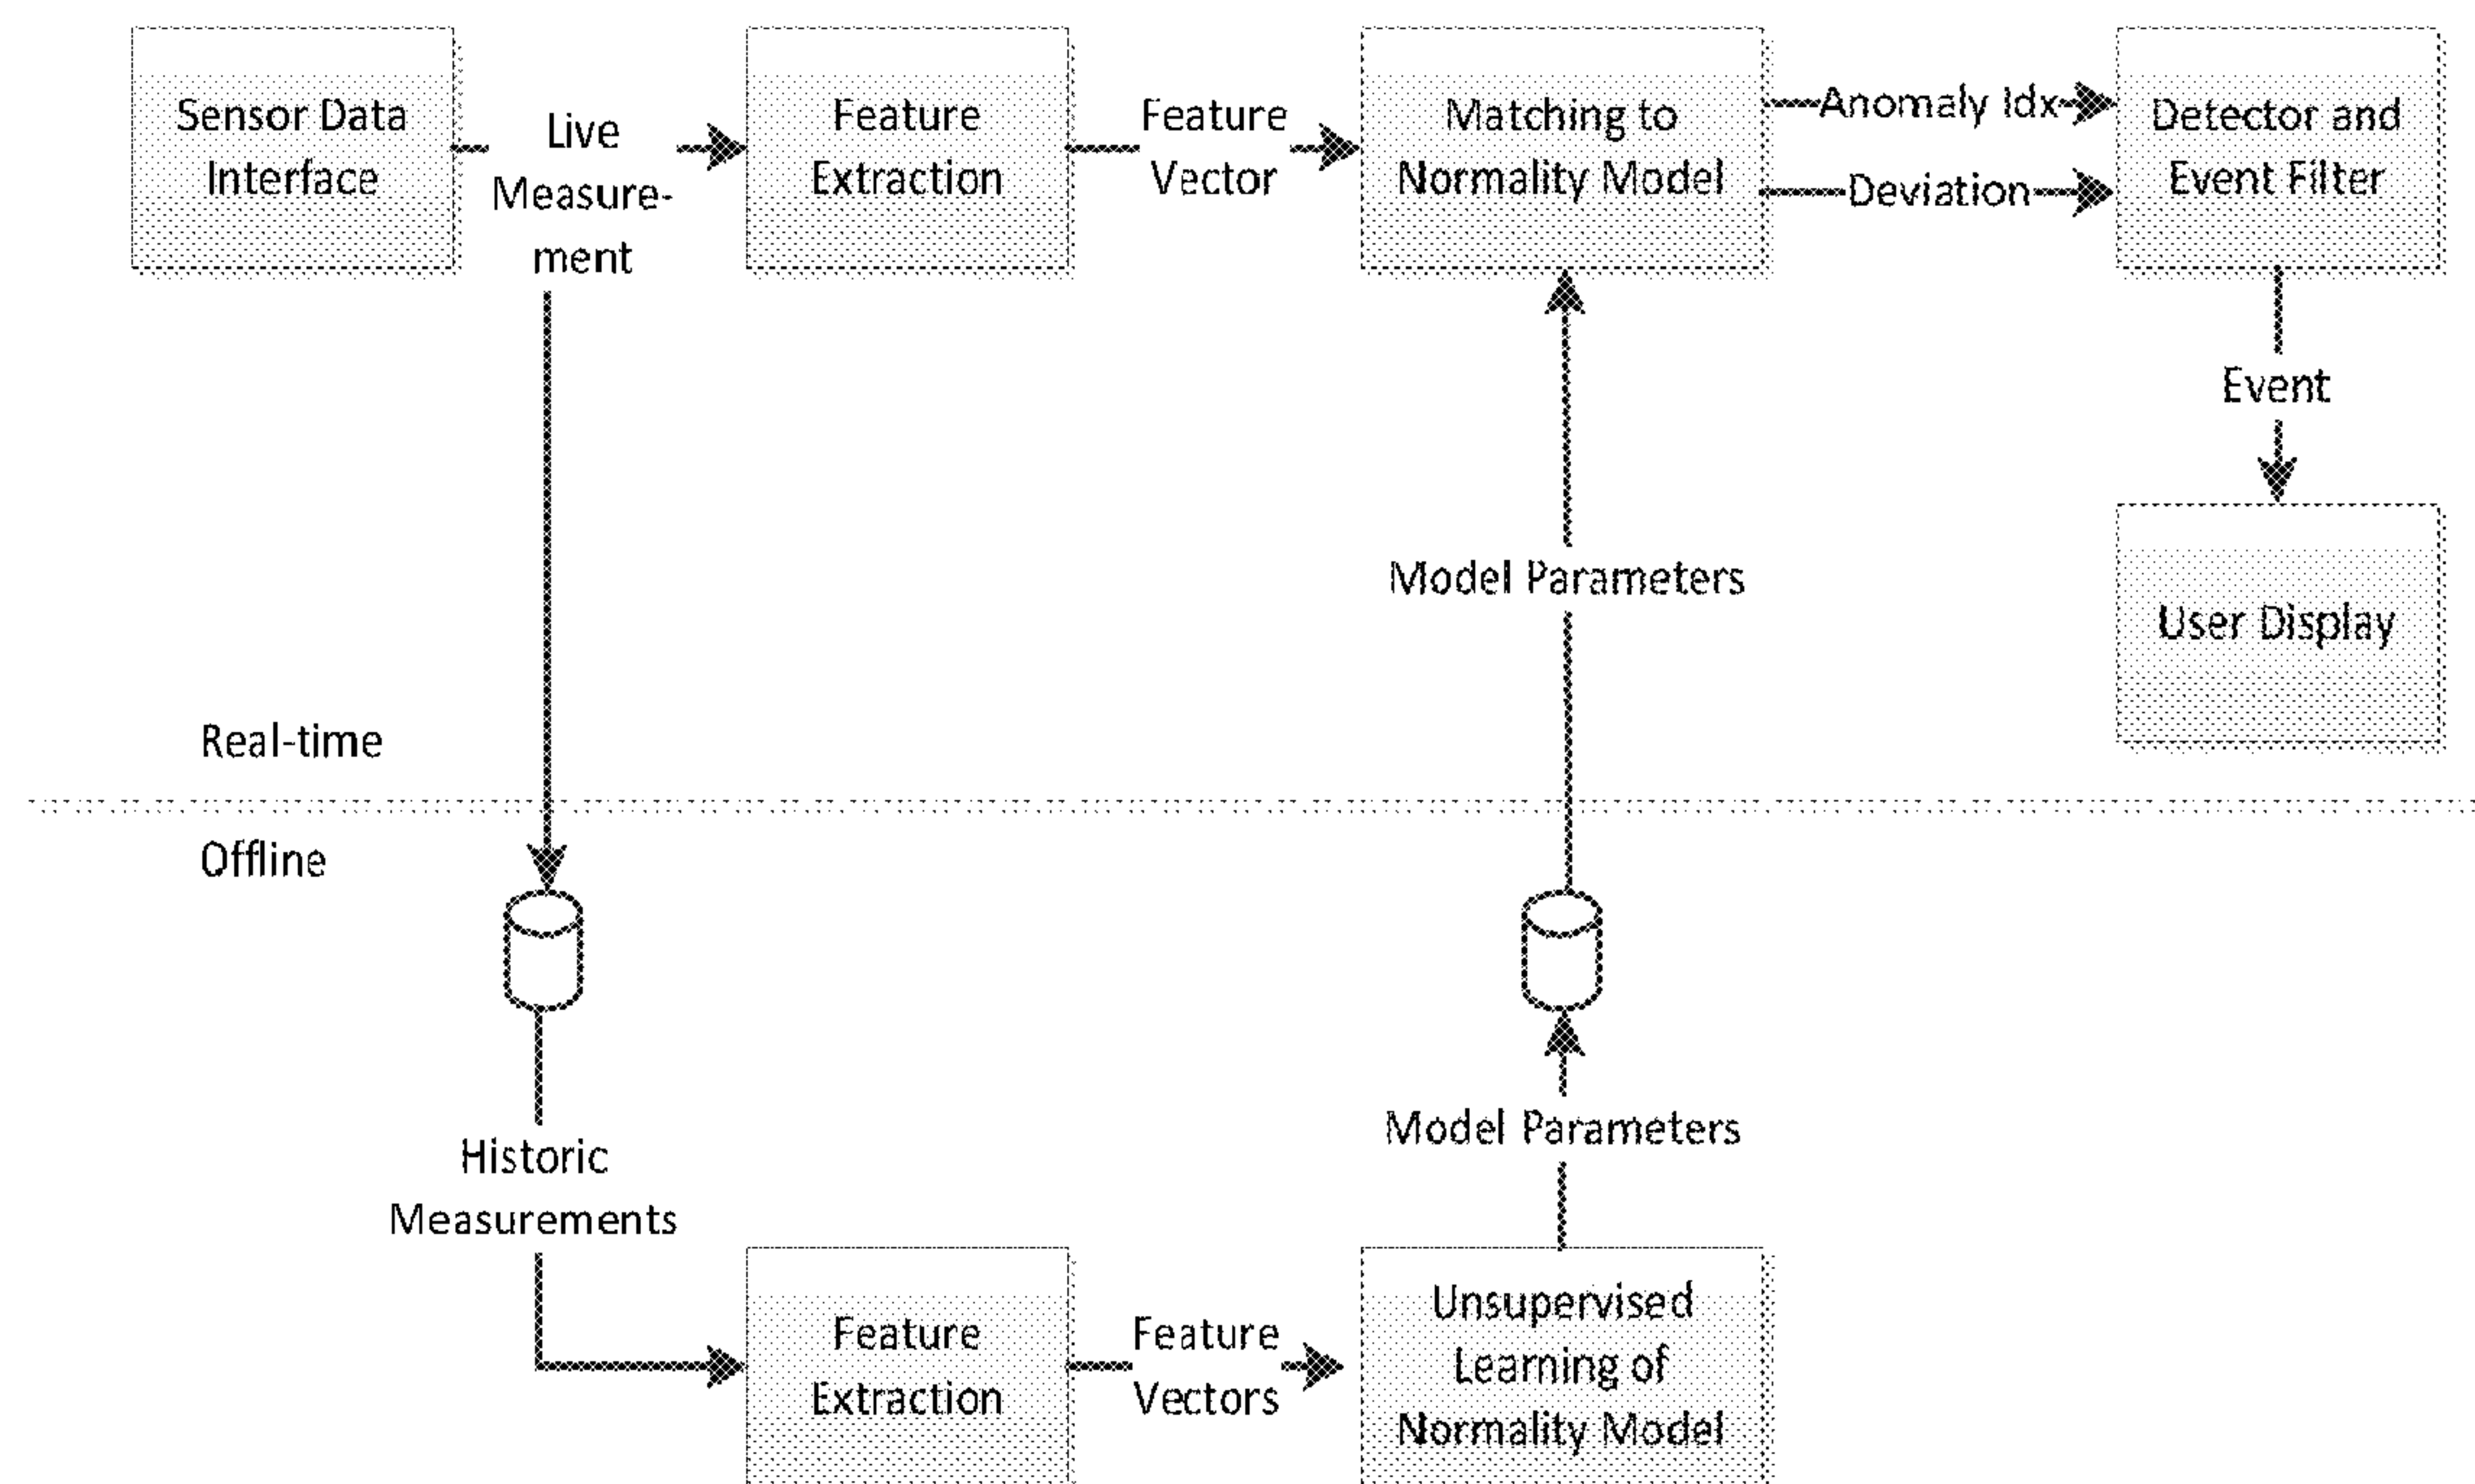 Sensor Data
Interface
Live
Measure-
ment
Feature
Extraction
Feature
Vector
Matching to
Normality Model
Anomaly Idx
Deviation
Detector and
Event Filter
Event
User Display
Model Parameters
Real-time
Offline
Historic
Measurements
Feature
Extraction
Feature
Vectors
Model Parameters
Unsupervised
Learning of
Normality Model